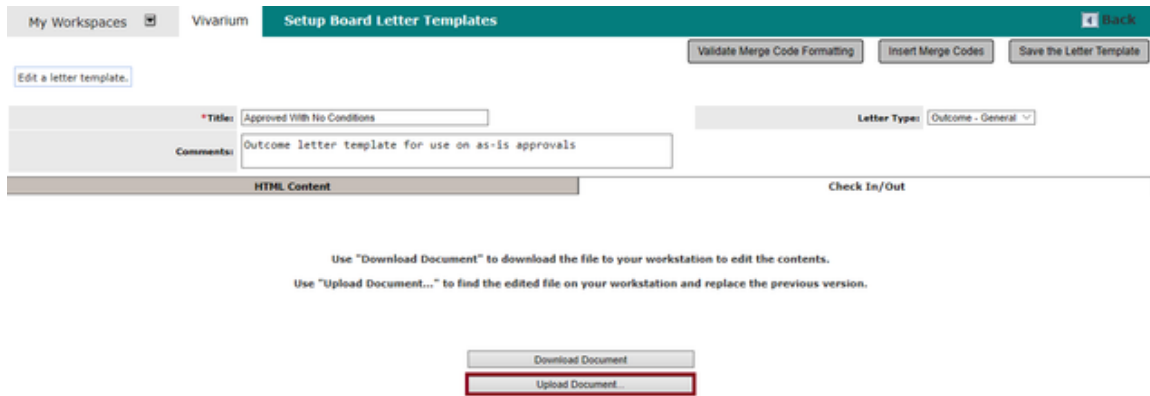 My Workspaces Vivarium Setup Board Letter Templates Back
Validate Merge Code Formatting Insert Merge Codes Save the Letter Template
Edit a letter template.
*Title: Approved With No Conditions Letter Type: Outcome - General
Comments: Outcome letter template for use on as-is approvals
HTML Content Check In/Out
Use "Download Document" to download the file to your workstation to edit the contents.
Use "Upload Document..." to find the edited file on your workstation and replace the previous version.
Download Document
Upload Document...